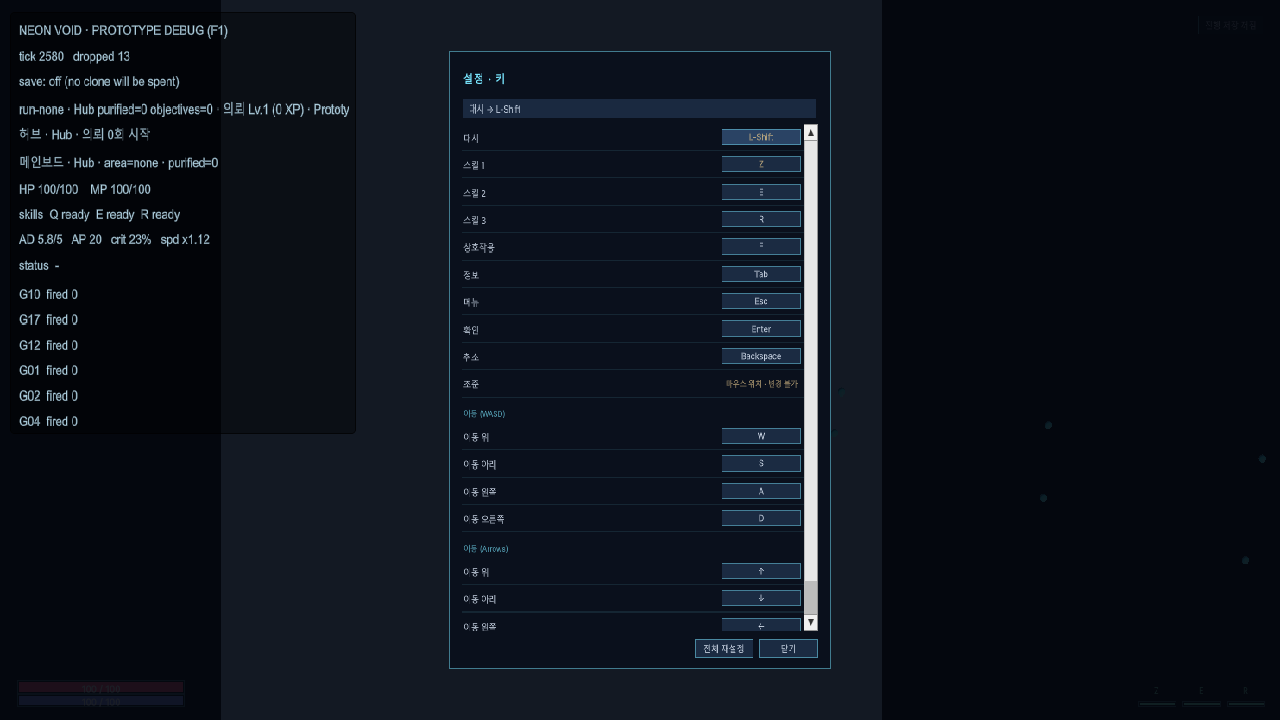 NEON VOID · PROTOTYPE DEBUG (F1)
tick 2580 dropped 13
save: off (no clone will be spent)
run-none · Hub purified=0 objectives=0 · 의뢰 Lv.1 (0 XP) · Prototy
허브 · Hub · 의뢰 0회 시작
메인브드 · Hub · area=none · purified=0
HP 100/100 MP 100/100
skills Q ready E ready R ready
AD 5.8/5 AP 20 crit 23% spd x1.12
status -
G10 fired 0
G17 fired 0
G12 fired 0
G01 fired 0
G02 fired 0
G04 fired 0
설정 · 키
대시 → L-Shift
대시 L-Shift
스킬 1 Z
스킬 2 E
스킬 3 R
상호작용 F
정보 Tab
메뉴 Esc
확인 Enter
취소 Backspace
조준 마우스 위치 · 변경 불가
이동 (WASD)
이동 위 W
이동 아래 S
이동 왼쪽 A
이동 오른쪽 D
이동 (Arrows)
이동 위 ↑
이동 아래 ↓
이동 왼쪽 ←
전체 재설정 닫기
100 / 100
100 / 100
E R